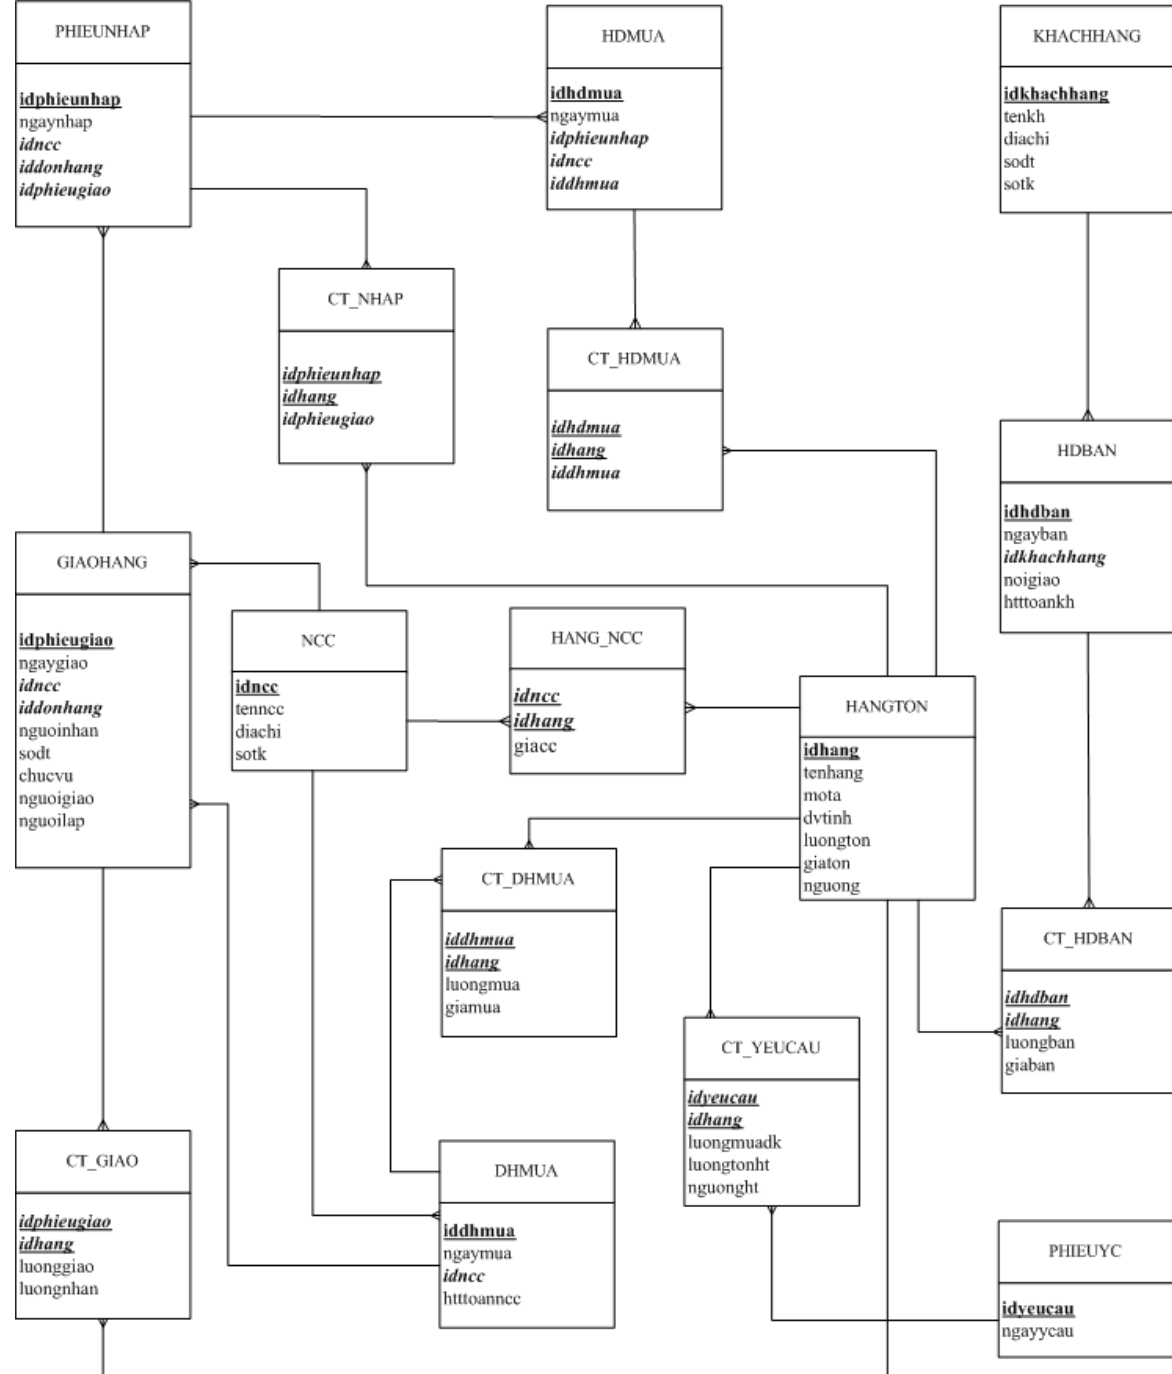 PHIEUNHAP
idphieunhap
ngaynhap
idncc
iddonhang
idphieugiao
HDMUA
idhdmua
ngaymua
idphieunhap
idncc
iddhmua
KHACHHANG
idkhachhang
tenkh
diachi
sodt
sotk
CT_NHAP
idphieunhap
idhang
idphieugiao
CT_HDMUA
idhdmua
idhang
iddhmua
HDBAN
idhdban
ngayban
idkhachhang
noigiao
htttoankh
GIAOHANG
idphieugiao
ngaygiao
idncc
iddonhang
nguoinhan
sodt
chucvu
nguoigiao
nguoilap
NCC
idncc
tenncc
diachi
sotk
HANG_NCC
idncc
idhang
giacc
HANGTON
idhang
tenhang
mota
dvtinh
luongton
giaton
nguong
CT_DHMUA
iddhmua
idhang
luongmua
giamua
CT_HDBAN
idhdban
idhang
luongban
giaban
CT_YEUCAU
idyeucau
idhang
luongmuadk
luongtonht
nguonght
CT_GIAO
idphieugiao
idhang
luonggiao
luongnhan
DHMUA
iddhmua
ngaymua
idncc
htttoanncc
PHIEUYC
idyeucau
ngayycau